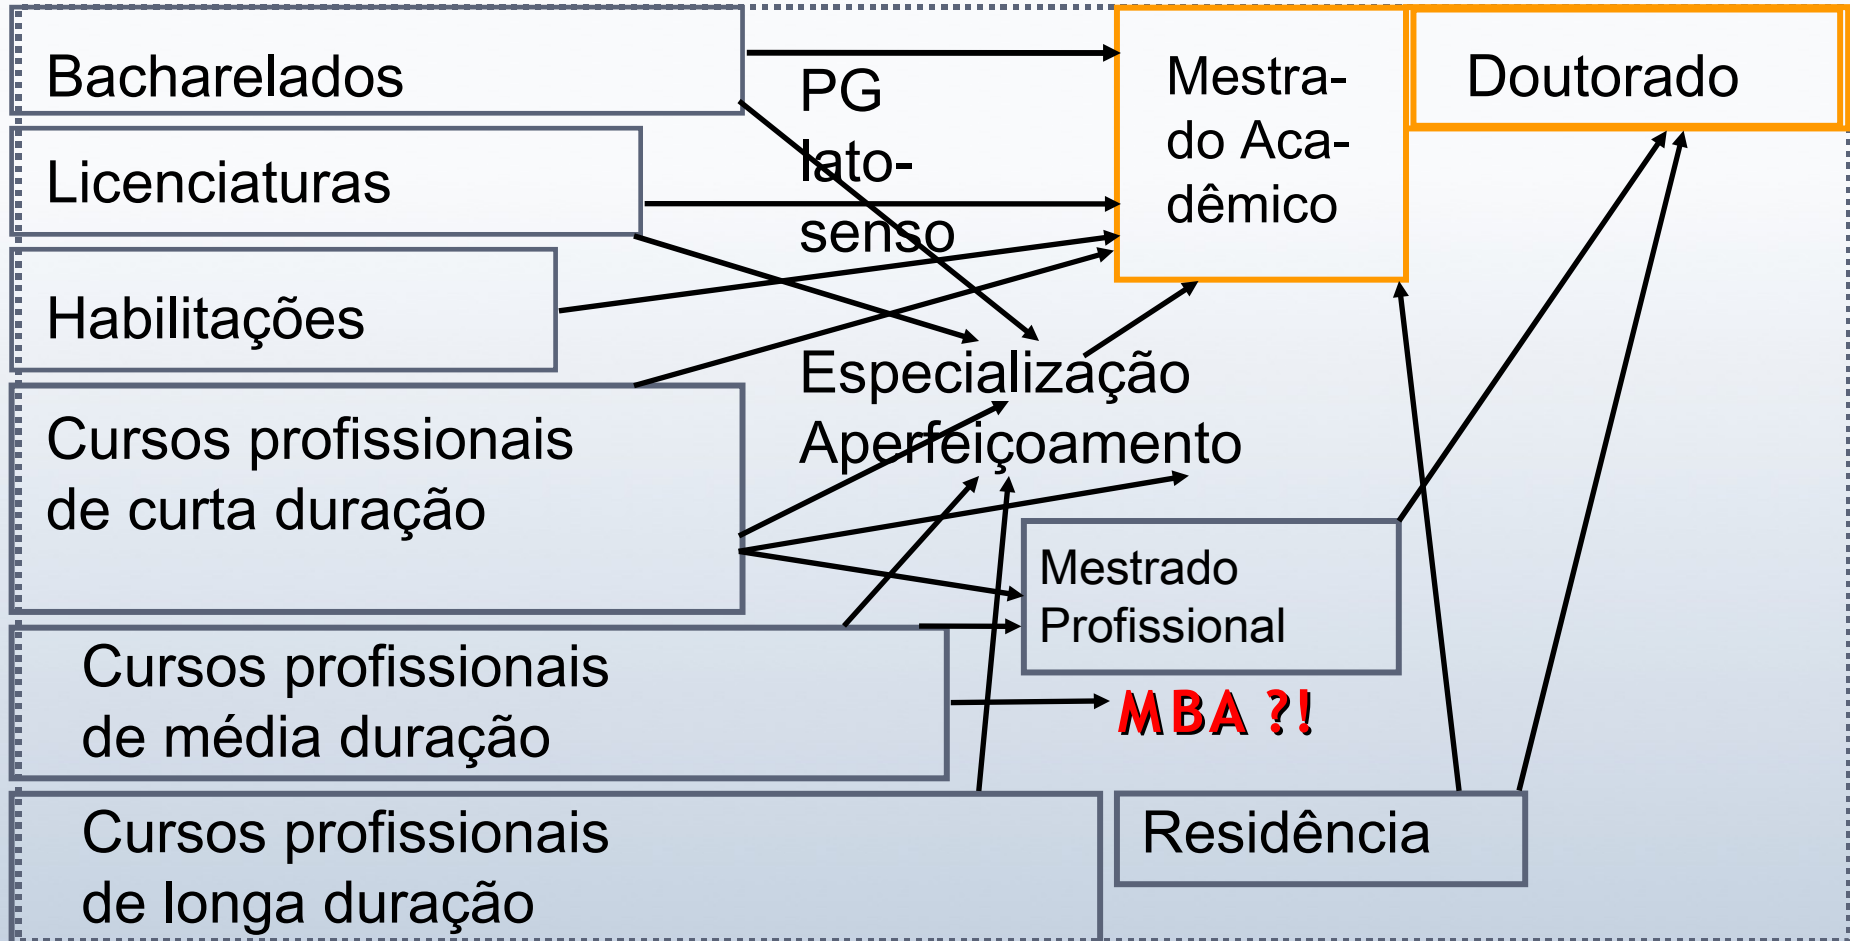 Bacharelados
Licenciaturas
Habilitações
Cursos profissionais
de curta duração
Cursos profissionais
de média duração
Cursos profissionais
de longa duração
PG
lato-
senso
Especialização
Aperfeiçoamento
Mestra-
do Aca-
dêmico
Doutorado
Mestrado
Profissional
MBA ?!
Residência